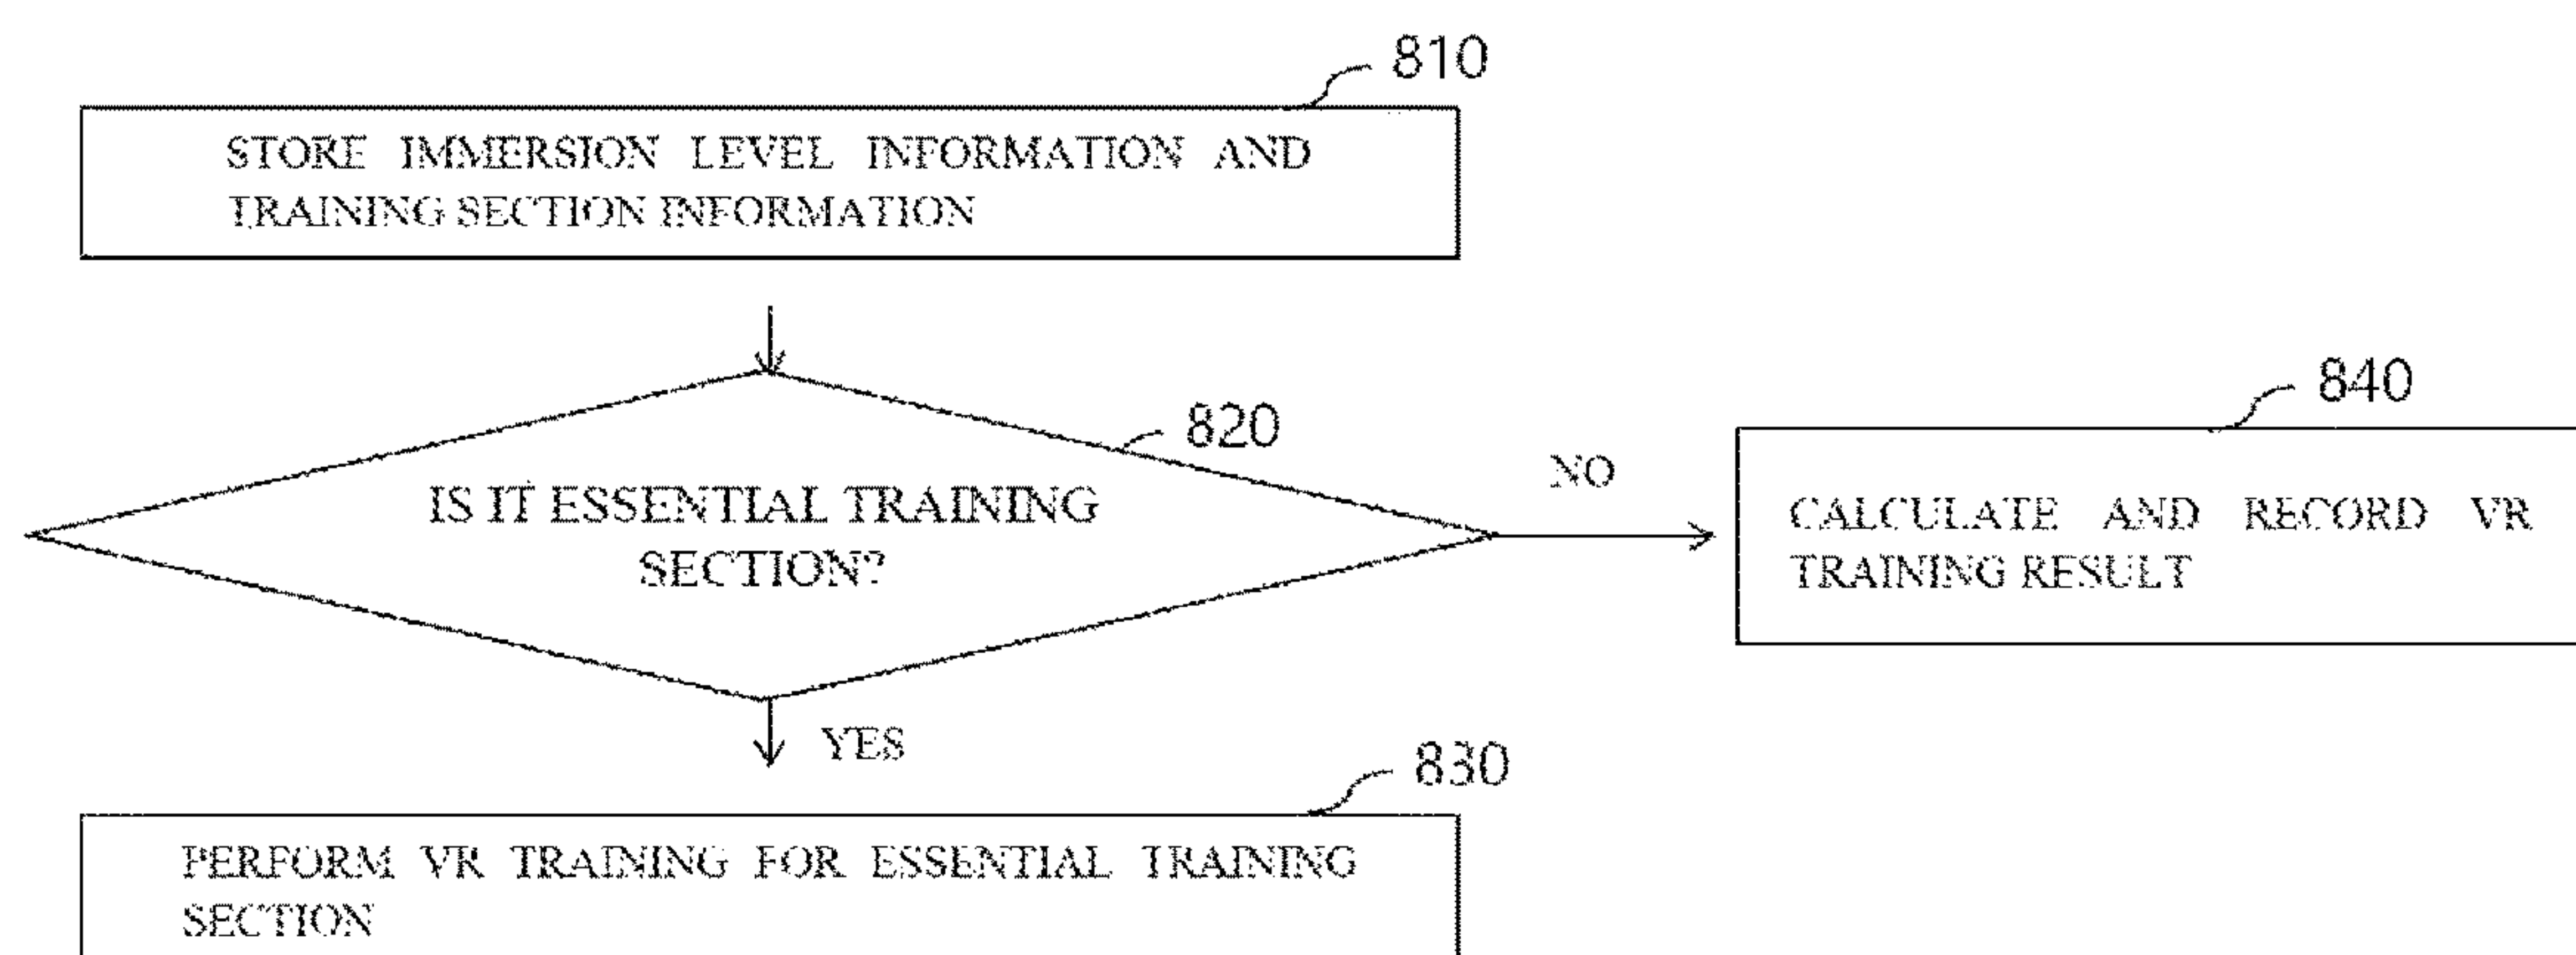 810
STORE IMMERSION LEVEL INFORMATION AND
TRAINING SECTION INFORMATION
820
IS IT ESSENTIAL TRAINING
SECTION?
NO
840
CALCULATE AND RECORD VR
TRAINING RESULT
YES
830
PERFORM VR TRAINING FOR ESSENTIAL TRAINING
SECTION